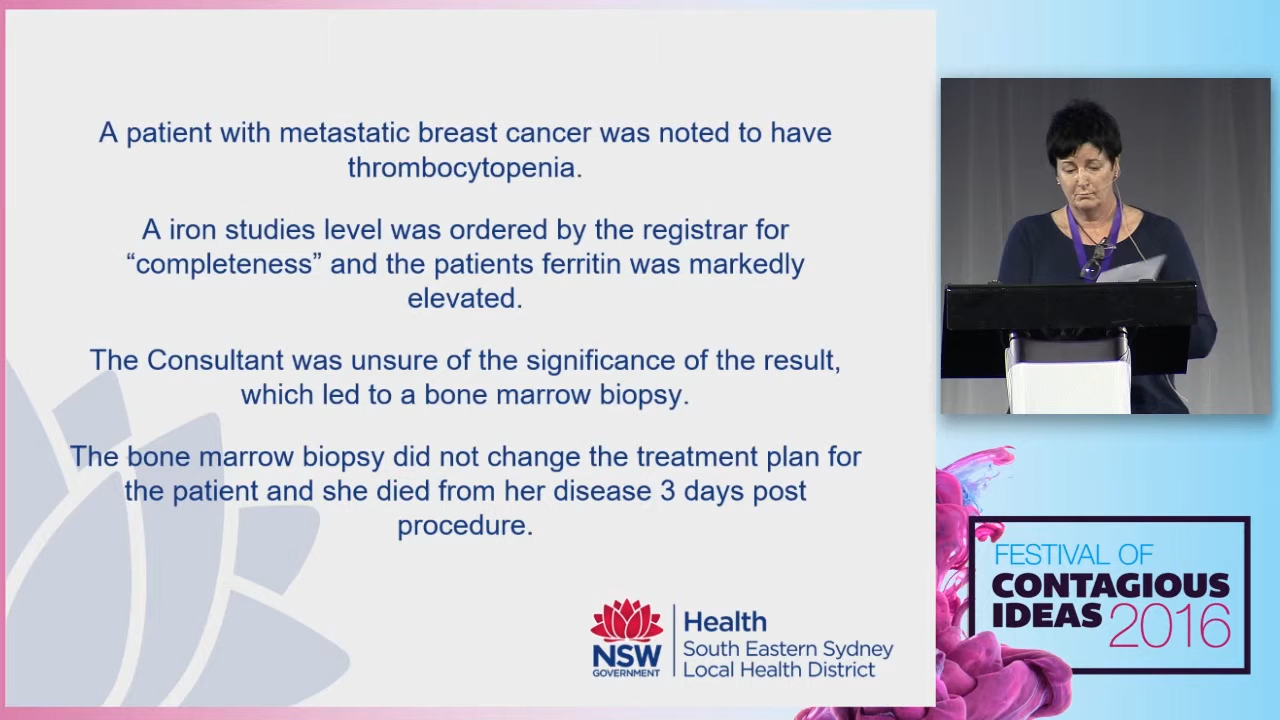 A patient with metastatic breast cancer was noted to have
thrombocytopenia.
A iron studies level was ordered by the registrar for
“completeness” and the patients ferritin was markedly
elevated.
The Consultant was unsure of the significance of the result,
which led to a bone marrow biopsy.
The bone marrow biopsy did not change the treatment plan for
the patient and she died from her disease 3 days post
procedure.
NSW
GOVERNMENT
Health
South Eastern Sydney
Local Health District
FESTIVAL OF
CONTAGIOUS
IDEAS 2016